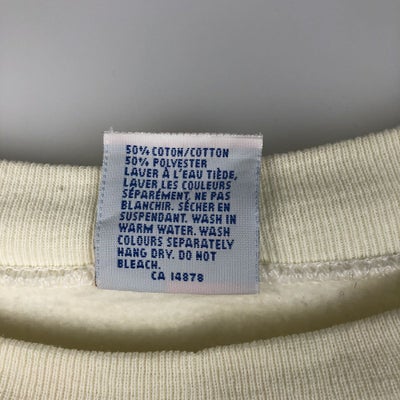 50% COTON/COTTON
50% POLYESTER
LAVER À L'EAU TIÈDE,
LAVER LES COULEURS
SÉPARÉMENT, NE PAS
BLANCHIR. SÉCHER EN
SUSPENDANT. WASH IN
WARM WATER. WASH
COLOURS SEPARATELY
HANG DRY. DO NOT
BLEACH.
CA 14878